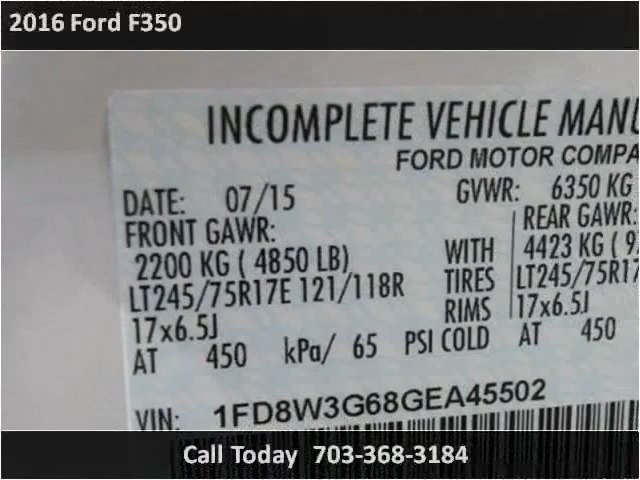 2016 Ford F350
INCOMPLETE VEHICLE MANU
FORD MOTOR COMPA
DATE: 07/15 GVWR: 6350 KG
FRONT GAWR: REAR GAWR:
2200 KG ( 4850 LB) WITH 4423 KG ( 9
LT245/75R17E 121/118R TIRES LT245/75R17
17x6.5J RIMS 17x6.5J
AT 450 kPa/ 65 PSI COLD AT 450
VIN: 1FD8W3G68GEA45502
Call Today 703-368-3184